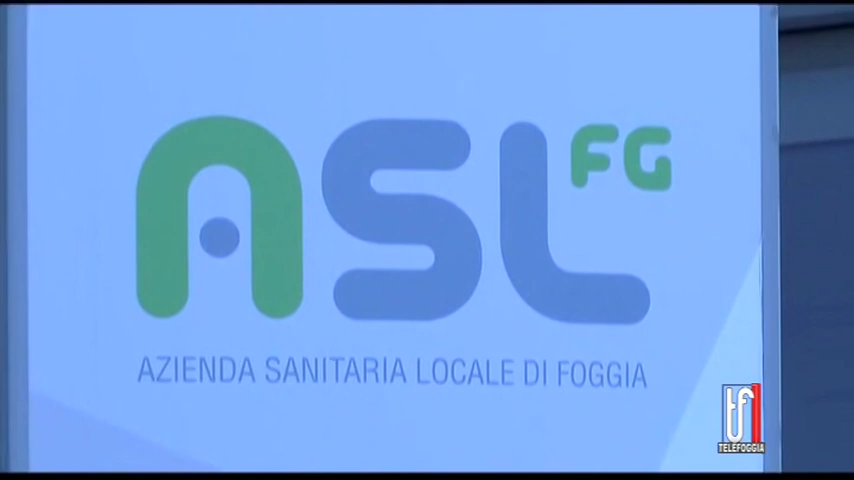 ASL FG
AZIENDA SANITARIA LOCALE DI FOGGIA
tf
TELEFOGGIA